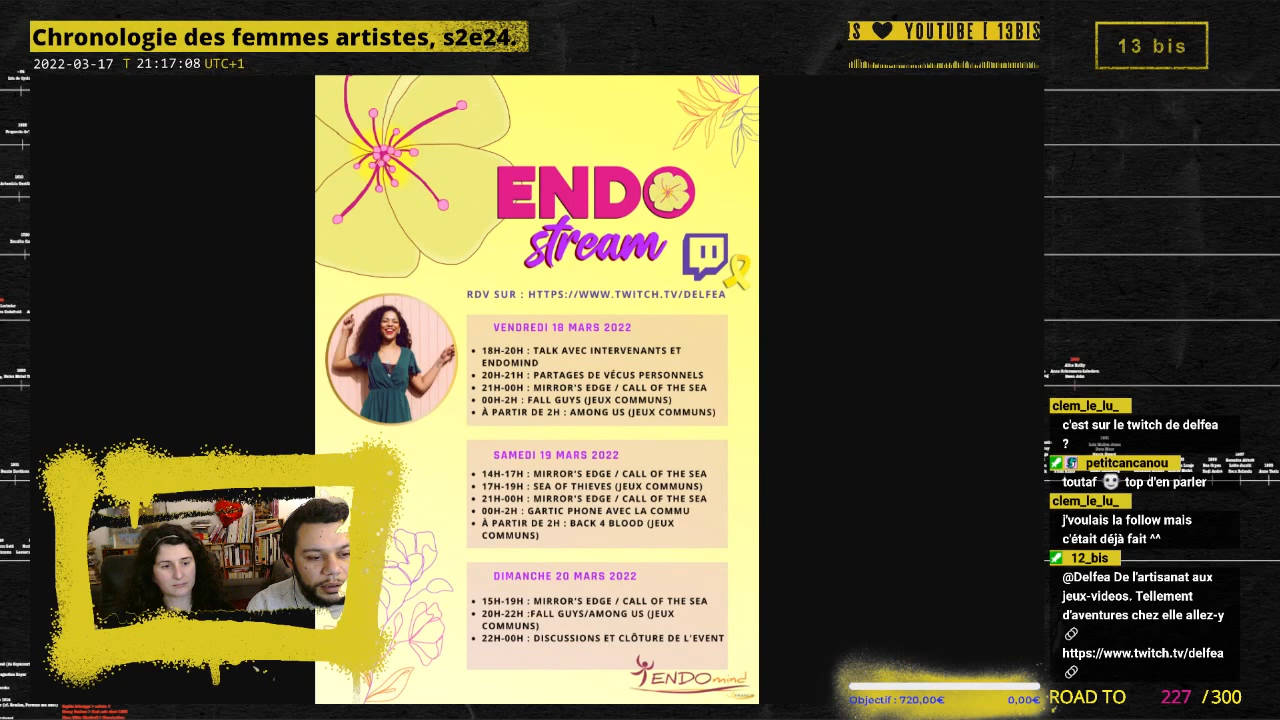 Chronologie des femmes artistes, s2e24.
2022-03-17 T 21:17:08 UTC+1
S ♥ YOUTUBE [ 13BIS
13 bis
ENDO
stream
RDV SUR : HTTPS://WWW.TWITCH.TV/DELFEA
VENDREDI 18 MARS 2022
• 18H-20H : TALK AVEC INTERVENANTS ET
ENDOMIND
• 20H-21H : PARTAGES DE VÉCUS PERSONNELS
• 21H-00H : MIRROR'S EDGE / CALL OF THE SEA
• 00H-2H : FALL GUYS (JEUX COMMUNS)
• À PARTIR DE 2H : AMONG US (JEUX COMMUNS)
SAMEDI 19 MARS 2022
• 14H-17H : MIRROR'S EDGE / CALL OF THE SEA
• 17H-19H : SEA OF THIEVES (JEUX COMMUNS)
• 21H-00H : MIRROR'S EDGE / CALL OF THE SEA
• 00H-2H : GARTIC PHONE AVEC LA COMMU
• À PARTIR DE 2H : BACK 4 BLOOD (JEUX
COMMUNS)
DIMANCHE 20 MARS 2022
• 15H-19H : MIRROR'S EDGE / CALL OF THE SEA
• 20H-22H :FALL GUYS/AMONG US (JEUX
COMMUNS)
• 22H-00H : DISCUSSIONS ET CLÔTURE DE L'EVENT
ENDOmind
FRANCE
clem_le_lu_
c'est sur le twitch de delfea
?
petitcancanou
toutaf top d'en parler
clem_le_lu_
j'voulais la follow mais
c'était déjà fait ^^
12_bis
@Delfea De l'artisanat aux
jeux-videos. Tellement
d'aventures chez elle allez-y
https://www.twitch.tv/delfea
Objectif : 720,00€ 0,00€
ROAD TO 227 / 300